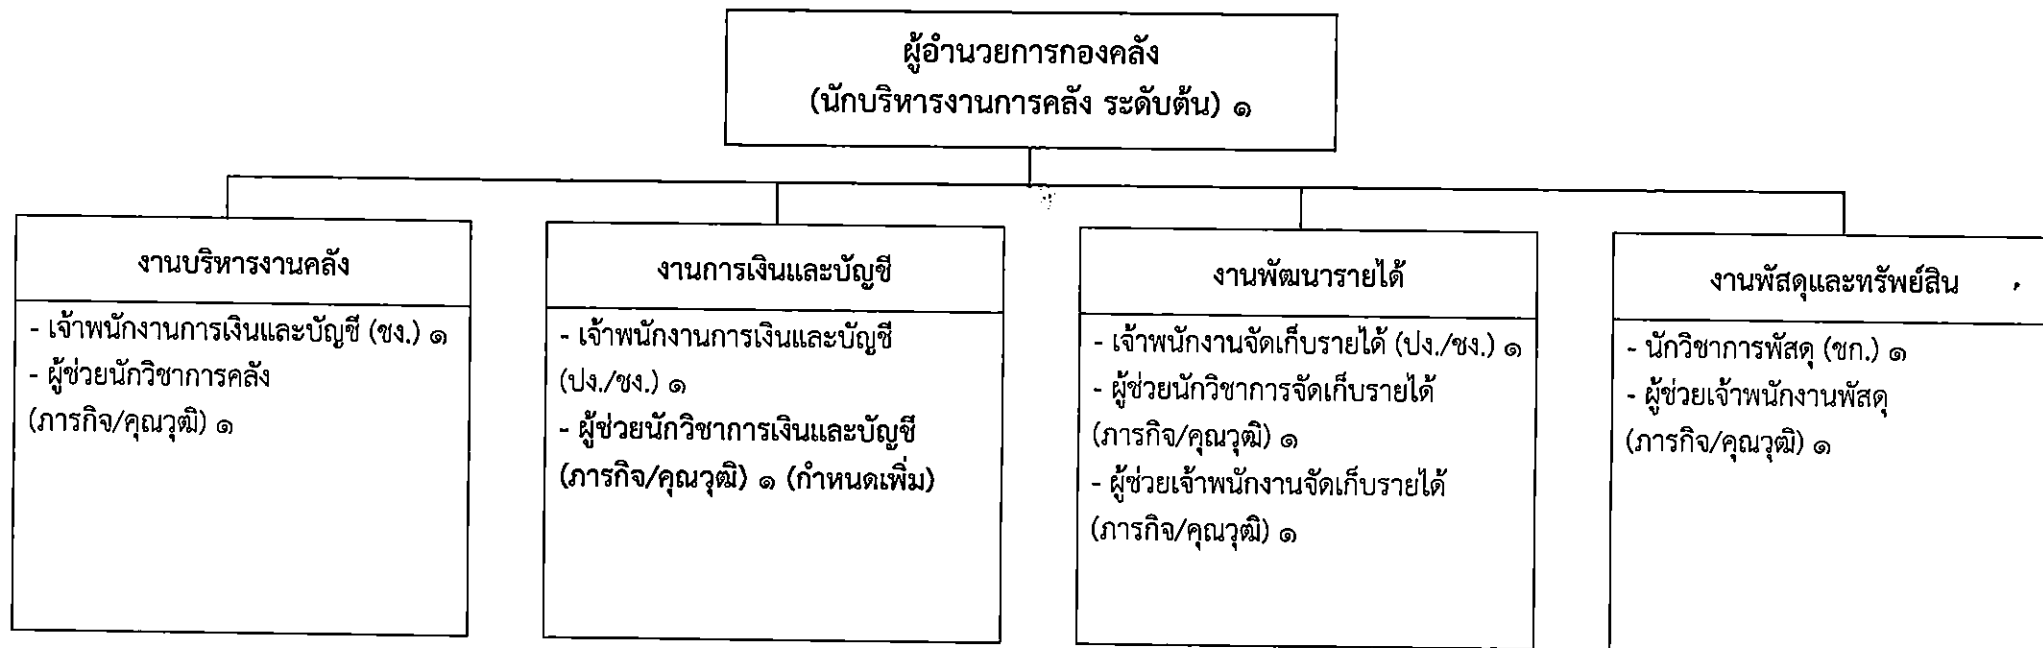 ผู้อำนวยการกองคลัง
(นักบริหารงานการคลัง ระดับต้น) ๑
งานบริหารงานคลัง
- เจ้าพนักงานการเงินและบัญชี (ชง.) ๑
- ผู้ช่วยนักวิชาการคลัง
(ภารกิจ/คุณวุฒิ) ๑
งานการเงินและบัญชี
- เจ้าพนักงานการเงินและบัญชี
(ปง./ชง.) ๑
- ผู้ช่วยนักวิชาการเงินและบัญชี
(ภารกิจ/คุณวุฒิ) ๑ (กำหนดเพิ่ม)
งานพัฒนารายได้
- เจ้าพนักงานจัดเก็บรายได้ (ปง./ชง.) ๑
- ผู้ช่วยนักวิชาการจัดเก็บรายได้
(ภารกิจ/คุณวุฒิ) ๑
- ผู้ช่วยเจ้าพนักงานจัดเก็บรายได้
(ภารกิจ/คุณวุฒิ) ๑
งานพัสดุและทรัพย์สิน
- นักวิชาการพัสดุ (ชก.) ๑
- ผู้ช่วยเจ้าพนักงานพัสดุ
(ภารกิจ/คุณวุฒิ) ๑